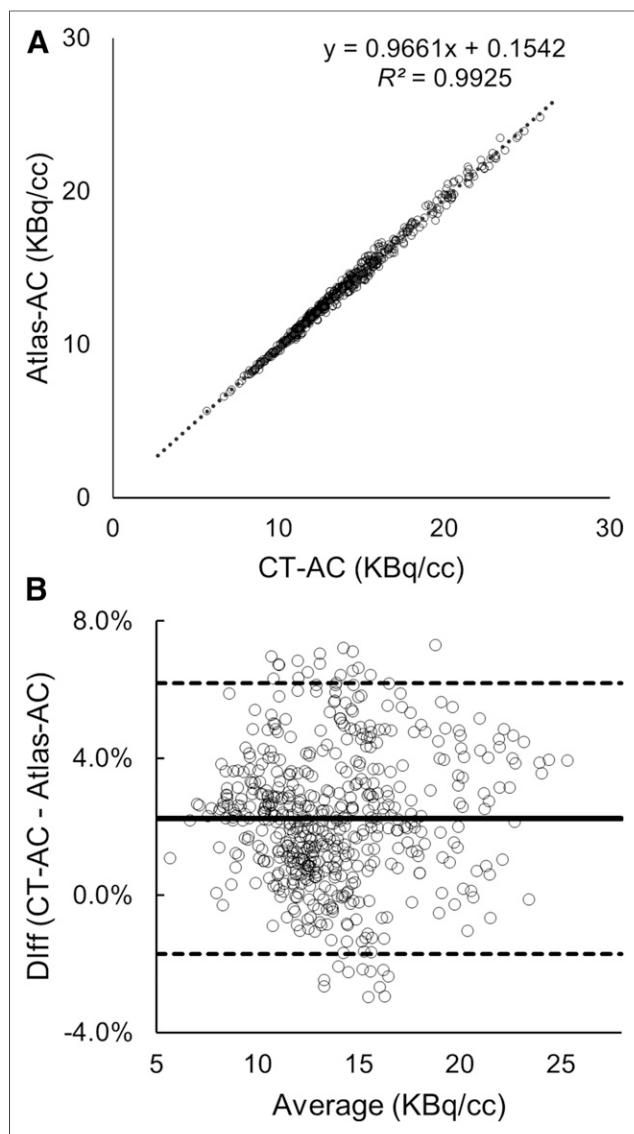 A
30
y = 0.9661x + 0.1542
R² = 0.9925
20
Atlas-AC (KBq/cc)
10
0
0 10 20 30
CT-AC (KBq/cc)
B
8.0%
4.0%
DIff (CT-AC - Atlas-AC)
0.0%
-4.0%
5 10 15 20 25
Average (KBq/cc)